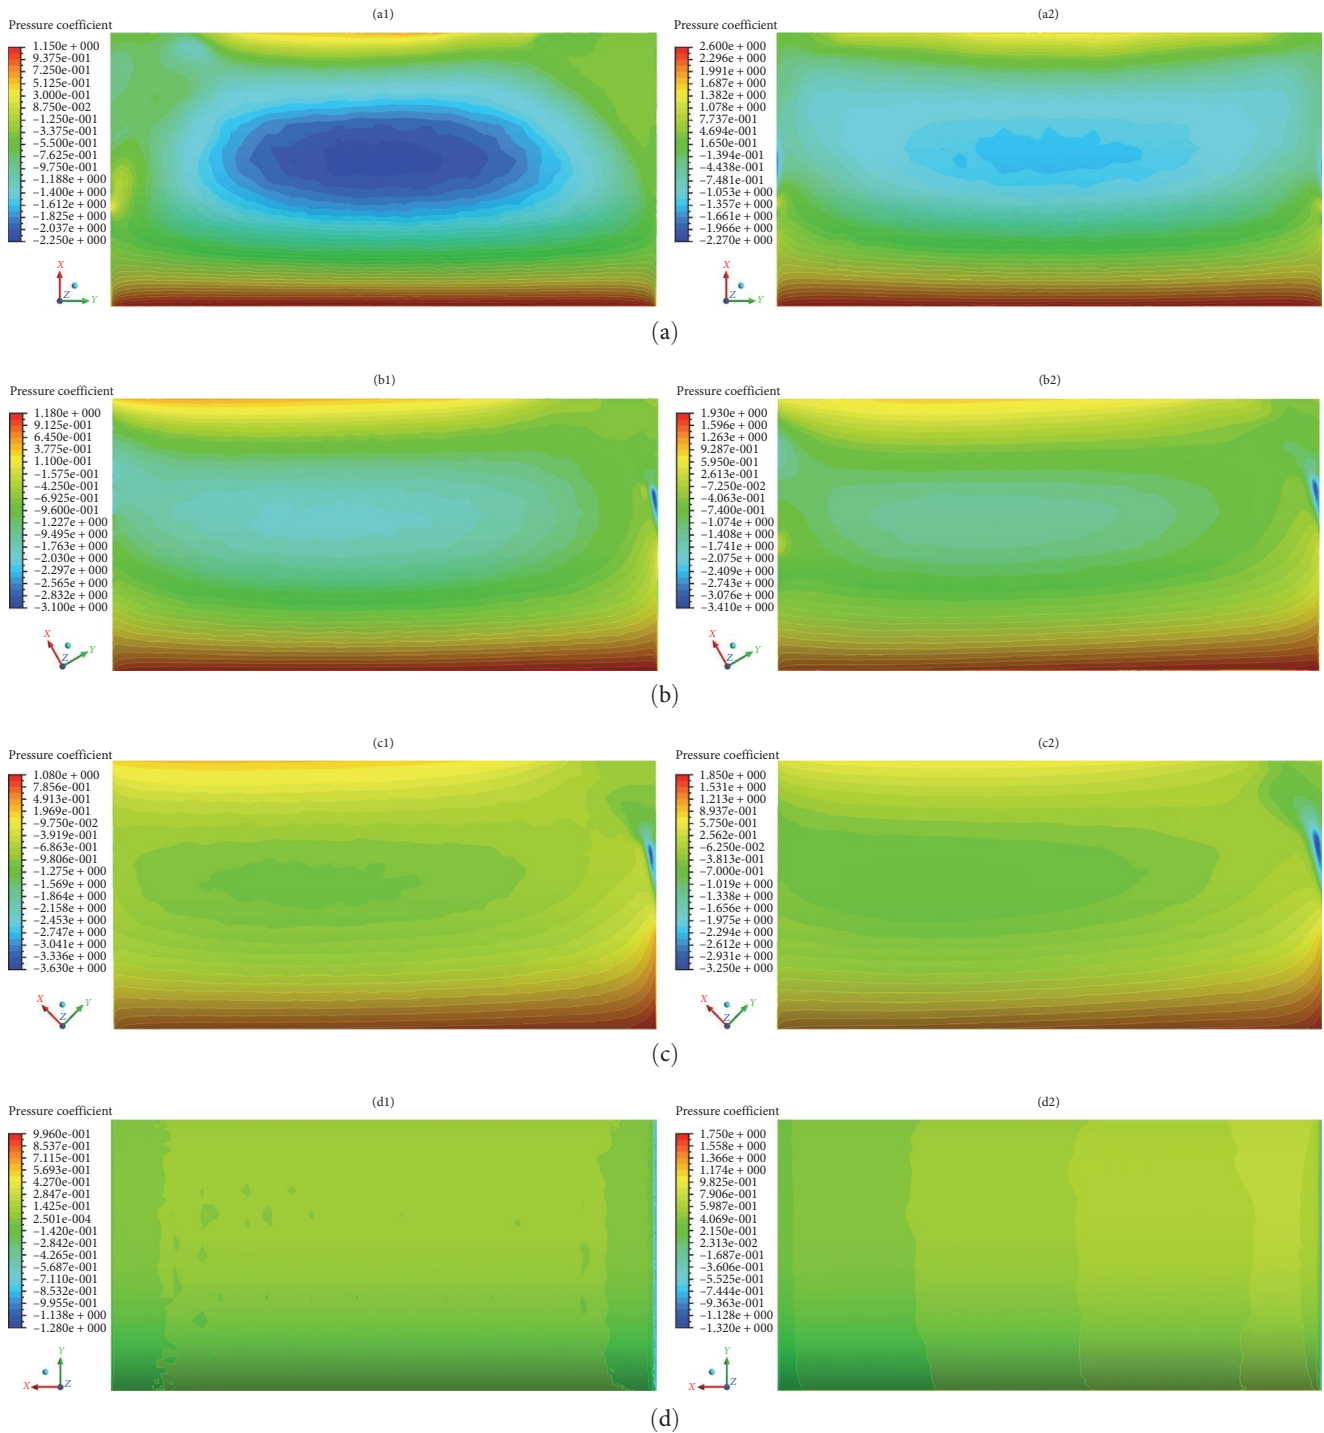 (a1)
Pressure coefficient
1.150e + 000
9.375e-001
7.250e-001
5.125e-001
3.000e-001
8.750e-002
–1.250e-001
–3.375e-001
–5.500e-001
–7.625e-001
–9.750e-001
–1.188e + 000
–1.400e + 000
–1.612e + 000
–1.825e + 000
–2.037e + 000
–2.250e + 000
X
Z
Y
(a2)
Pressure coefficient
2.600e + 000
2.296e + 000
1.991e + 000
1.687e + 000
1.382e + 000
1.078e + 000
7.737e-001
4.694e-001
1.650e-001
–1.394e-001
–4.438e-001
–7.481e-001
–1.053e + 000
–1.357e + 000
–1.661e + 000
–1.966e + 000
–2.270e + 000
X
Z
Y
(a)
(b1)
Pressure coefficient
1.180e + 000
9.125e-001
6.450e-001
3.775e-001
1.100e-001
–1.575e-001
–4.250e-001
–6.925e-001
–9.600e-001
–1.227e + 000
–9.495e-001
–1.763e + 000
–2.030e + 000
–2.297e + 000
–2.565e + 000
–2.832e + 000
–3.100e + 000
X
Z
Y
(b2)
Pressure coefficient
1.930e + 000
1.596e + 000
1.263e + 000
9.287e-001
5.950e-001
2.613e-001
–7.250e-002
–4.063e-001
–7.400e-001
–1.074e + 000
–1.408e + 000
–1.741e + 000
–2.075e + 000
–2.409e + 000
–2.743e + 000
–3.076e + 000
–3.410e + 000
X
Z
Y
(b)
(c1)
Pressure coefficient
1.080e + 000
7.856e-001
4.913e-001
1.969e-001
–9.750e-002
–3.919e-001
–6.863e-001
–9.806e-001
–1.275e + 000
–1.569e + 000
–1.864e + 000
–2.158e + 000
–2.453e + 000
–2.747e + 000
–3.041e + 000
–3.336e + 000
–3.630e + 000
X
Z
Y
(c2)
Pressure coefficient
1.850e + 000
1.531e + 000
1.213e + 000
8.937e-001
5.750e-001
2.562e-001
–6.250e-002
–3.813e-001
–7.000e-001
–1.019e + 000
–1.338e + 000
–1.656e + 000
–1.975e + 000
–2.294e + 000
–2.612e + 000
–2.931e + 000
–3.250e + 000
X
Z
Y
(c)
(d1)
Pressure coefficient
9.960e-001
8.537e-001
7.115e-001
5.693e-001
4.270e-001
2.847e-001
1.425e-001
2.501e-004
–1.420e-001
–2.842e-001
–4.265e-001
–5.687e-001
–7.110e-001
–8.532e-001
–9.955e-001
–1.138e + 000
–1.280e + 000
Y
X
Z
(d2)
Pressure coefficient
1.750e + 000
1.558e + 000
1.366e + 000
1.174e + 000
9.825e-001
7.906e-001
5.987e-001
4.069e-001
2.150e-001
2.313e-002
–1.687e-001
–3.606e-001
–5.525e-001
–7.444e-001
–9.363e-001
–1.128e + 000
–1.320e + 000
Y
X
Z
(d)